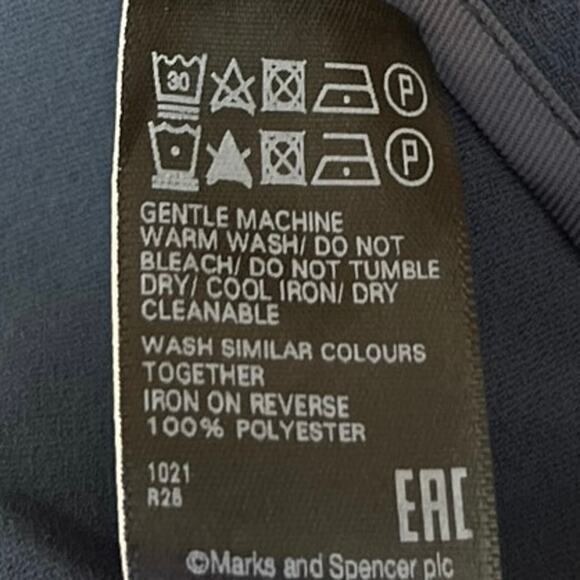 30
P
P
GENTLE MACHINE
WARM WASH/ DO NOT
BLEACH/ DO NOT TUMBLE
DRY/ COOL IRON/ DRY
CLEANABLE
WASH SIMILAR COLOURS
TOGETHER
IRON ON REVERSE
100% POLYESTER
1021
R28
EAC
©Marks and Spencer plc